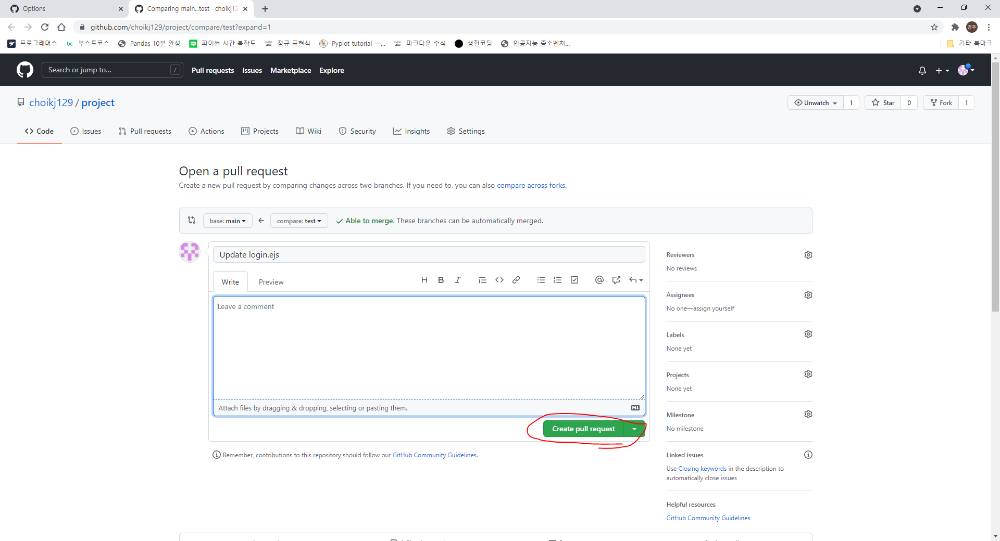 Options
Comparing main...test · choikj12
github.com/choikj129/project/compare/test?expand=1
경주
프로그래머스
bc 부스트코스
Pandas 10분 완성
파이썬 시간 복잡도
정규 표현식
Pyplot tutorial —...
마크다운 수식
생활코딩
인공지능 중소벤처...
기타 북마크
Search or jump to...
/
Pull requests
Issues
Marketplace
Explore
choikj129 / project
Unwatch 1
Star 0
Fork 1
Code
Issues
Pull requests
Actions
Projects
Wiki
Security
Insights
Settings
Open a pull request
Create a new pull request by comparing changes across two branches. If you need to, you can also compare across forks.
base: main
compare: test
Able to merge. These branches can be automatically merged.
Update login.ejs
Write
Preview
Leave a comment
Attach files by dragging & dropping, selecting or pasting them.
Create pull request
Remember, contributions to this repository should follow our GitHub Community Guidelines.
Reviewers
No reviews
Assignees
No one—assign yourself
Labels
None yet
Projects
None yet
Milestone
No milestone
Linked issues
Use Closing keywords in the description to
automatically close issues
Helpful resources
GitHub Community Guidelines